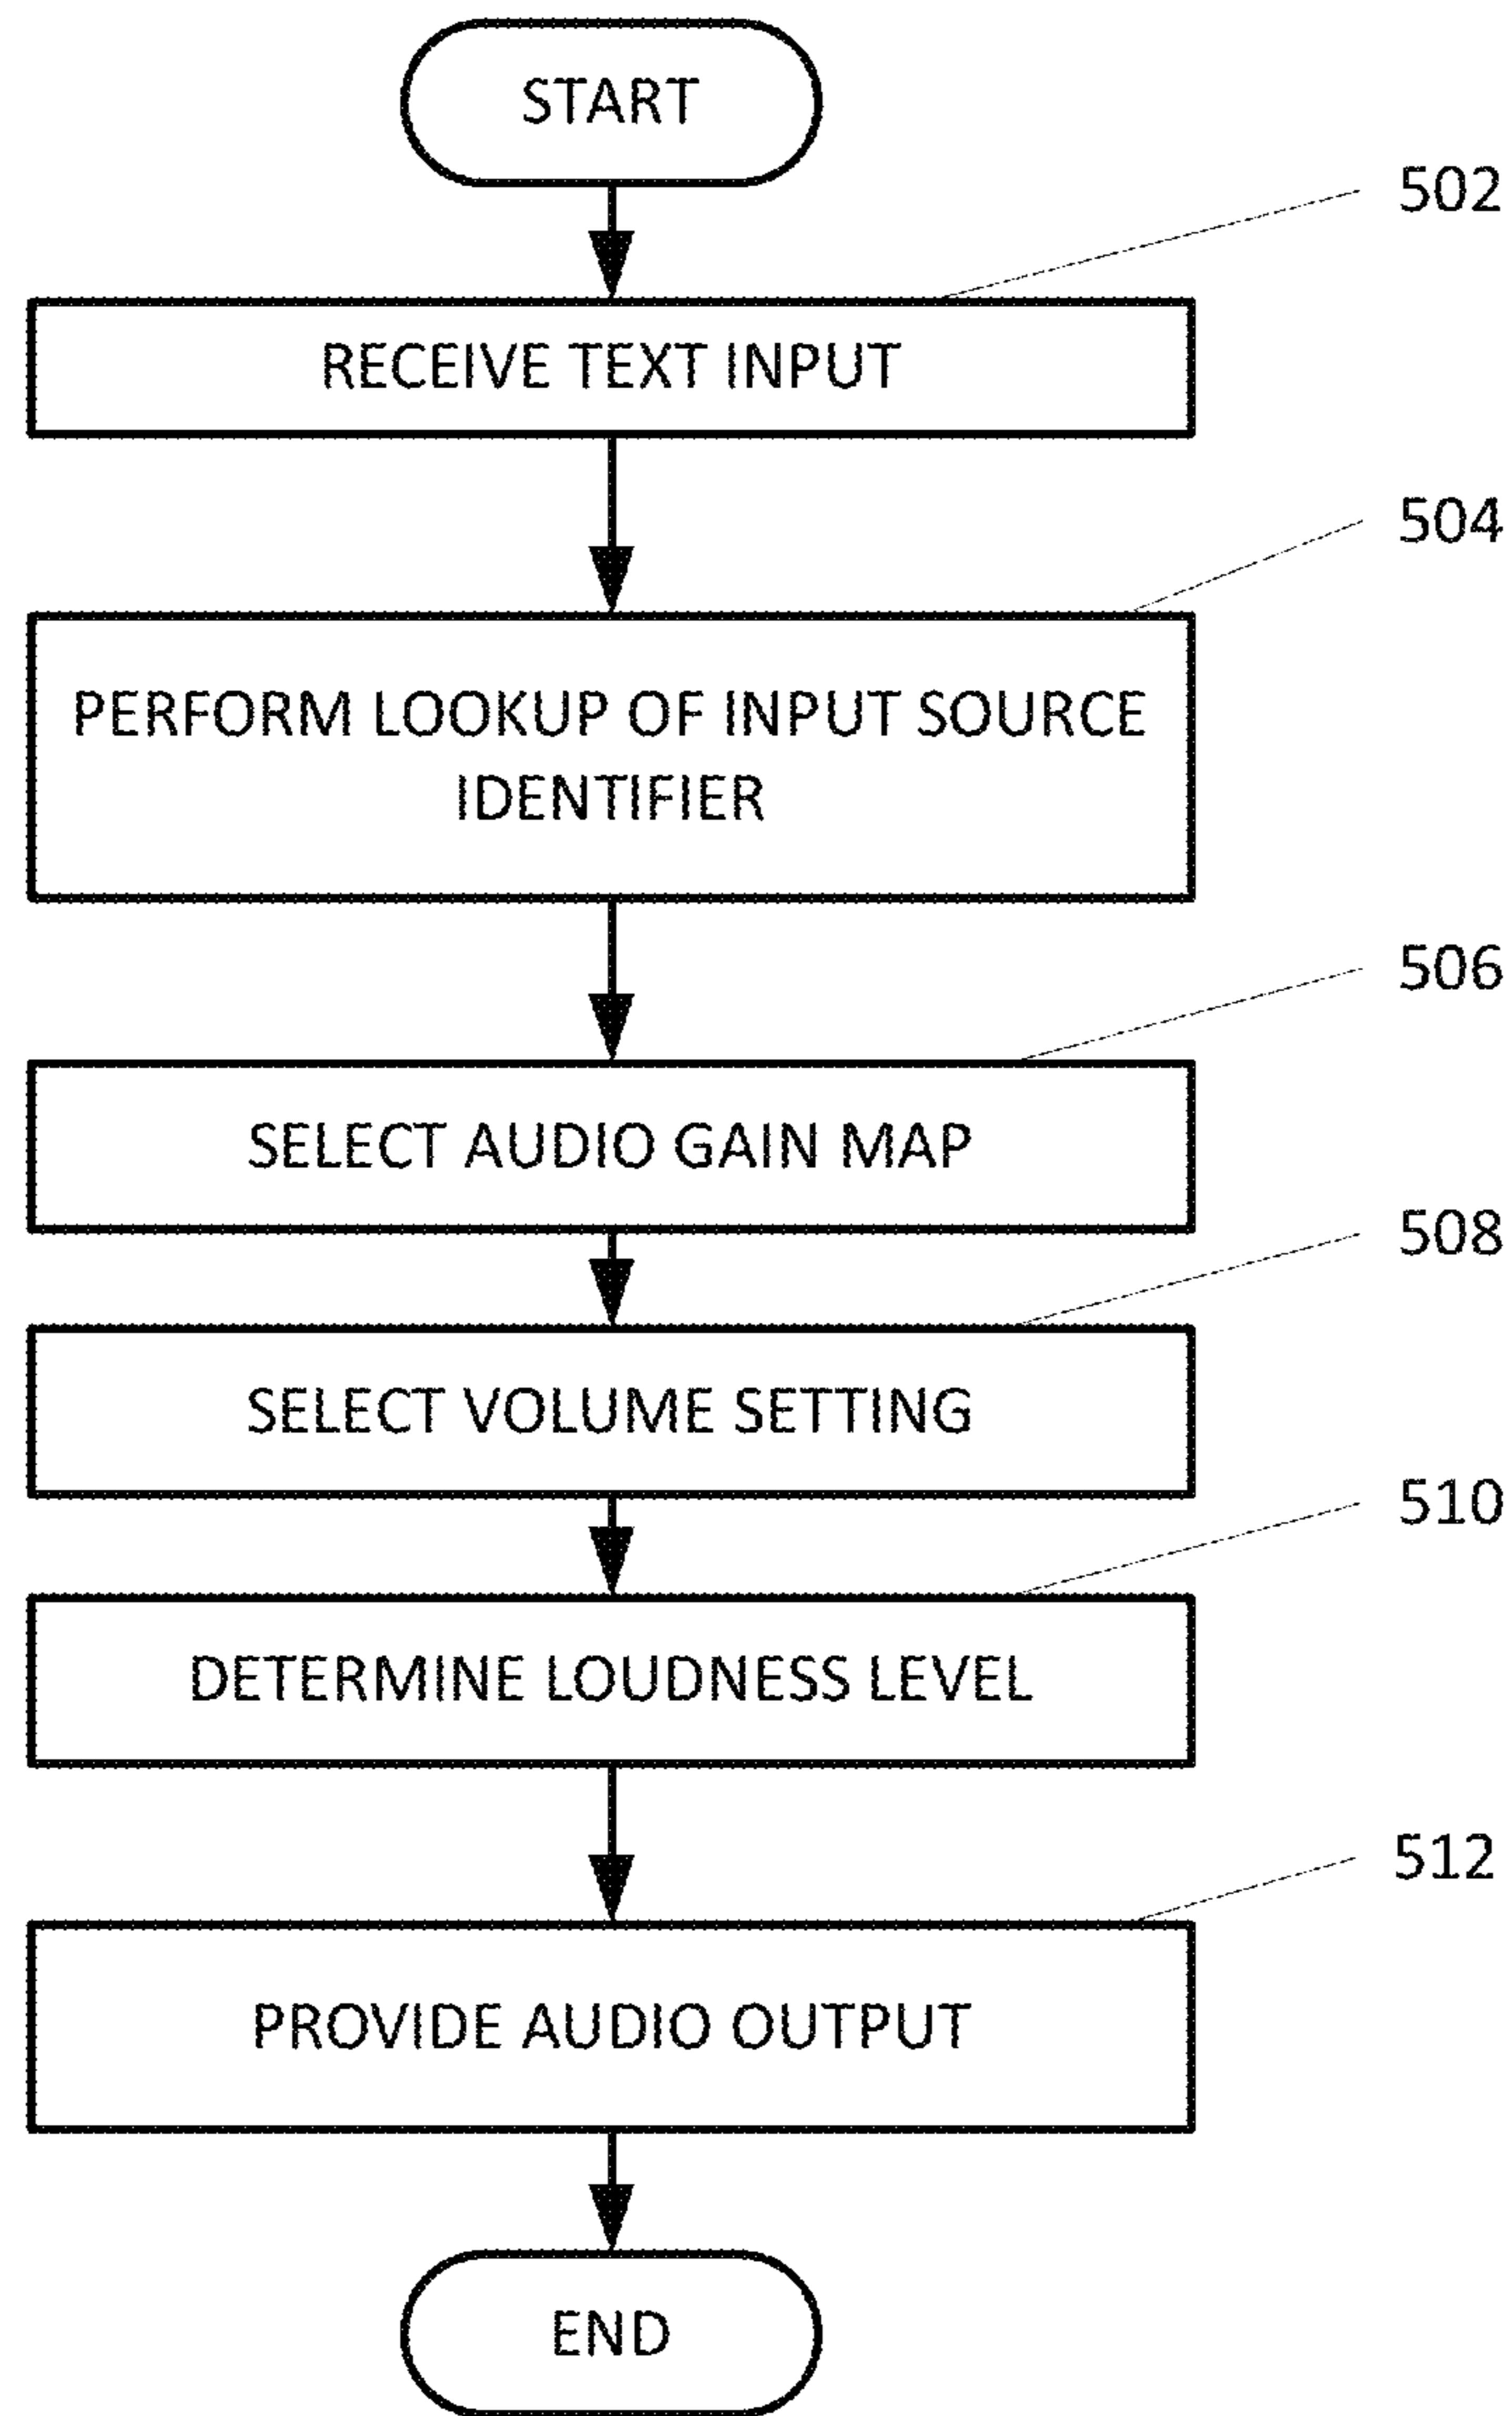 START
502
RECEIVE TEXT INPUT
504
PERFORM LOOKUP OF INPUT SOURCE
IDENTIFIER
506
SELECT AUDIO GAIN MAP
508
SELECT VOLUME SETTING
510
DETERMINE LOUDNESS LEVEL
512
PROVIDE AUDIO OUTPUT
END